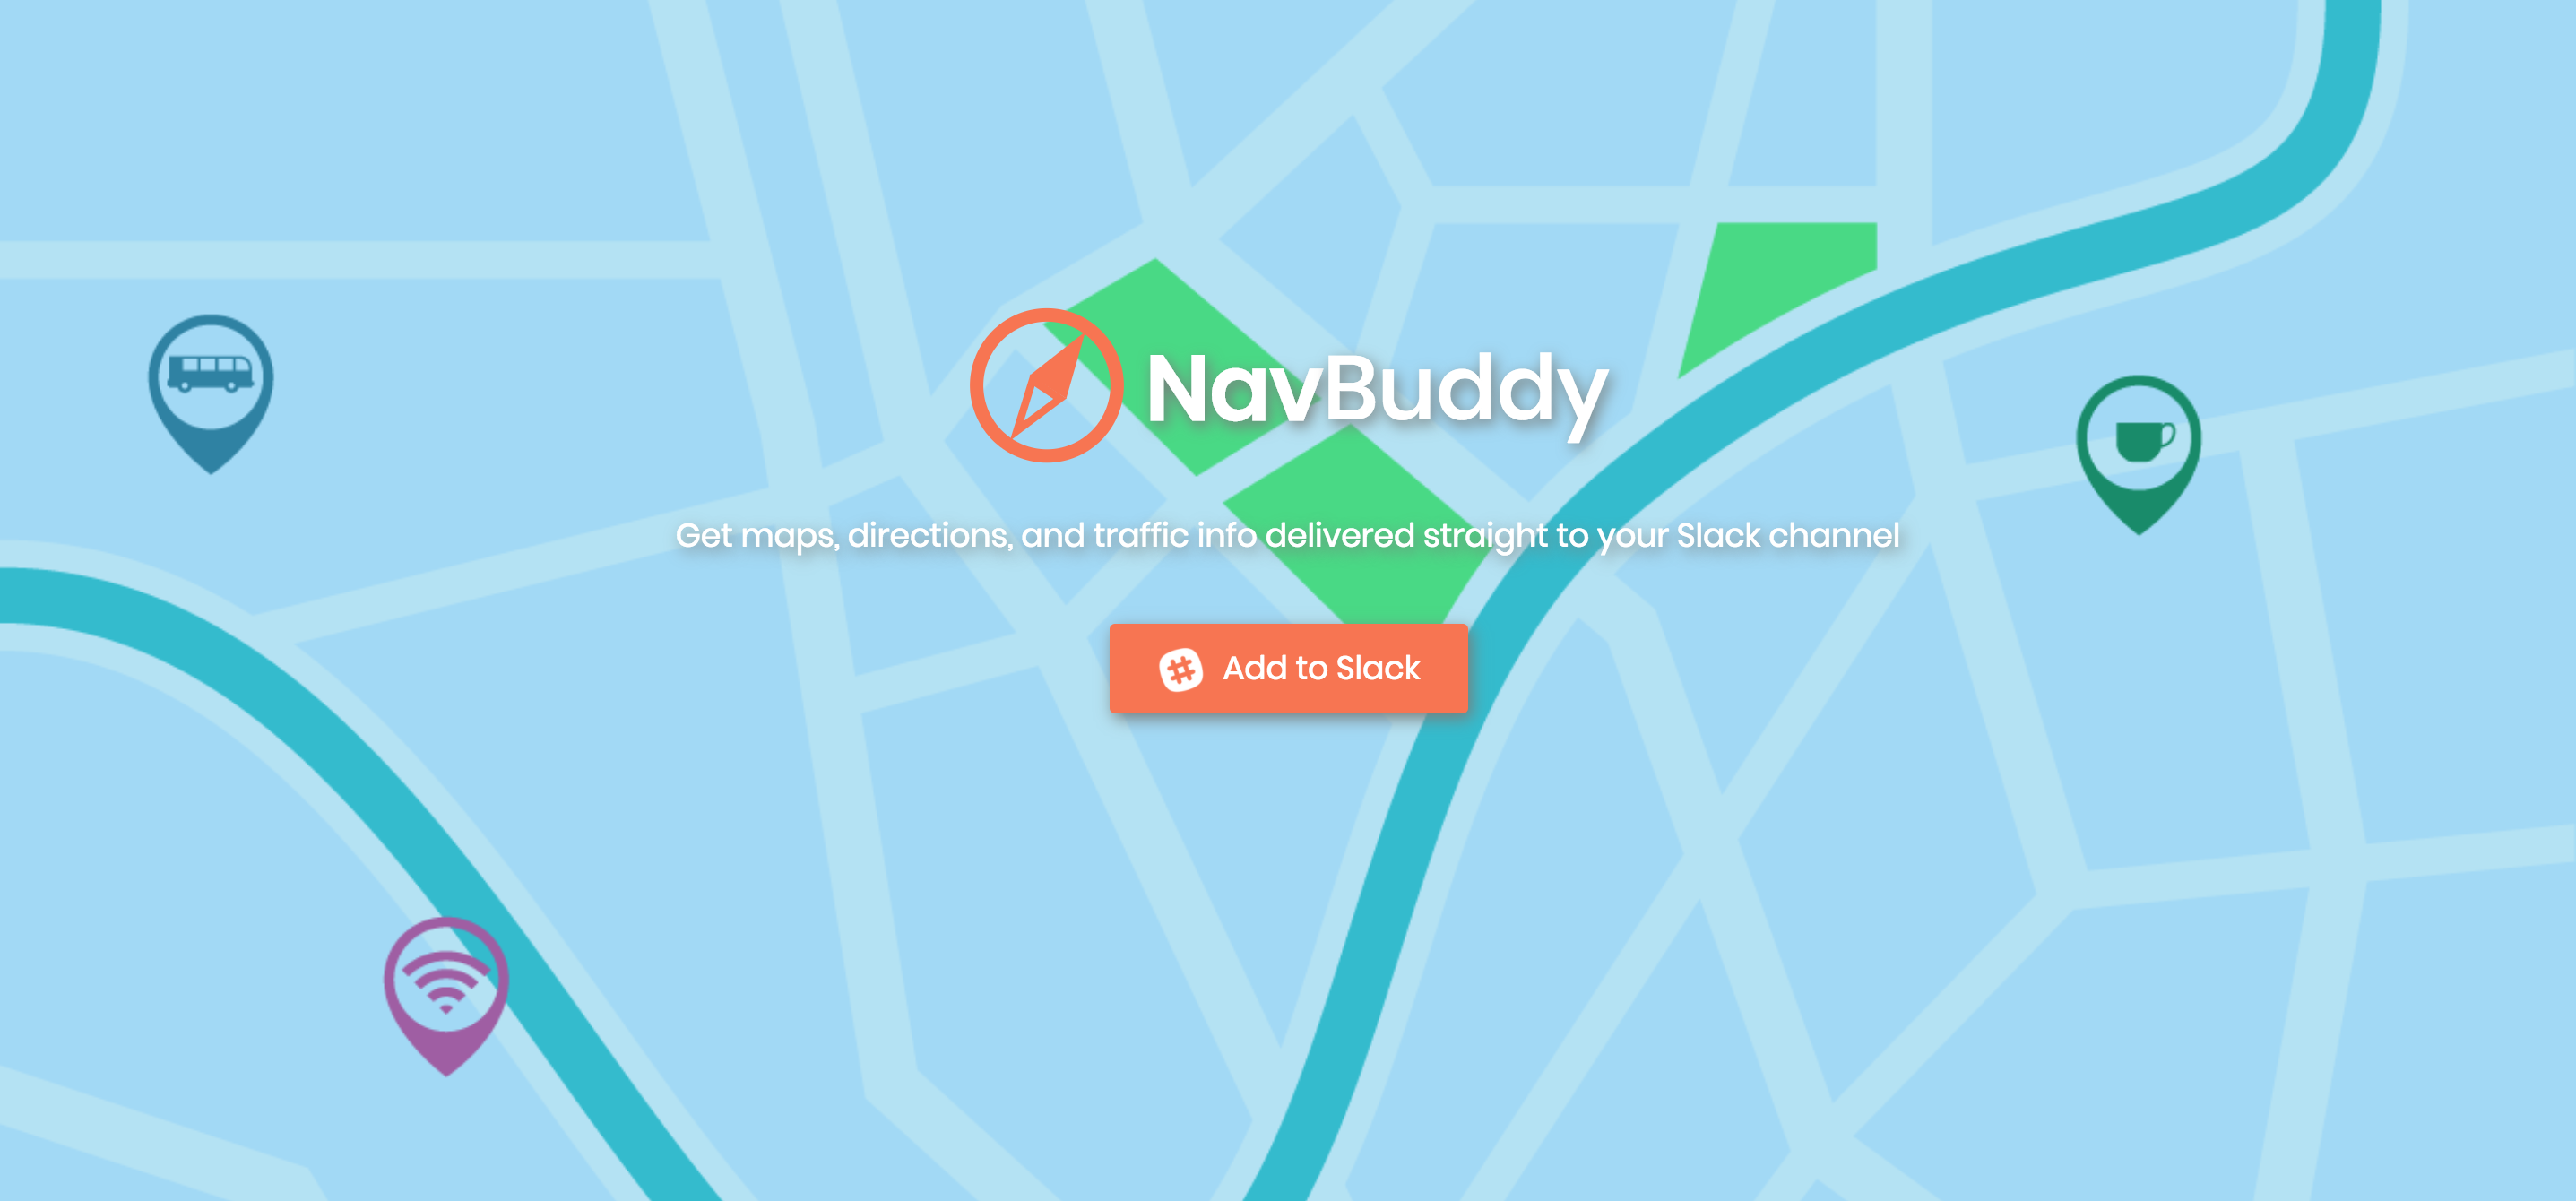 NavBuddy
Get maps, directions, and traffic info delivered straight to your Slack channel
Add to Slack